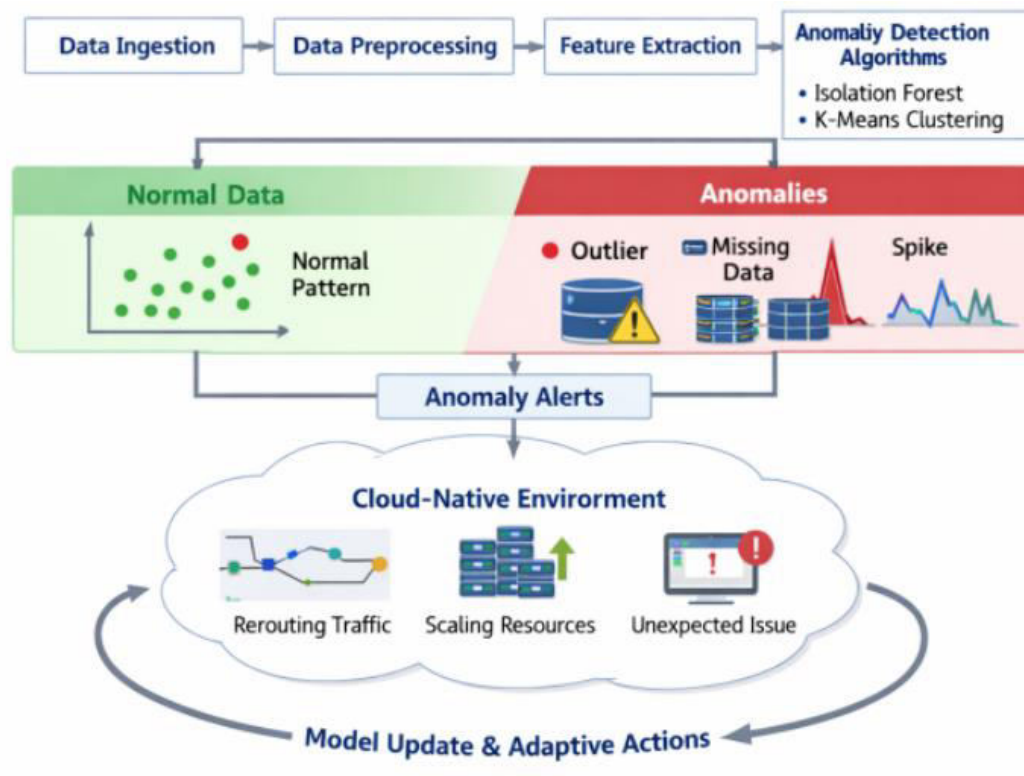 Data Ingestion
Data Preprocessing
Feature Extraction
Anomaliy Detection
Algorithms
• Isolation Forest
• K-Means Clustering
Normal Data
Anomalies
Normal
Pattern
Outlier
Missing
Data
Spike
Anomaly Alerts
Cloud-Native Envirorment
Rerouting Traffic
Scaling Resources
Unexpected Issue
Model Update & Adaptive Actions